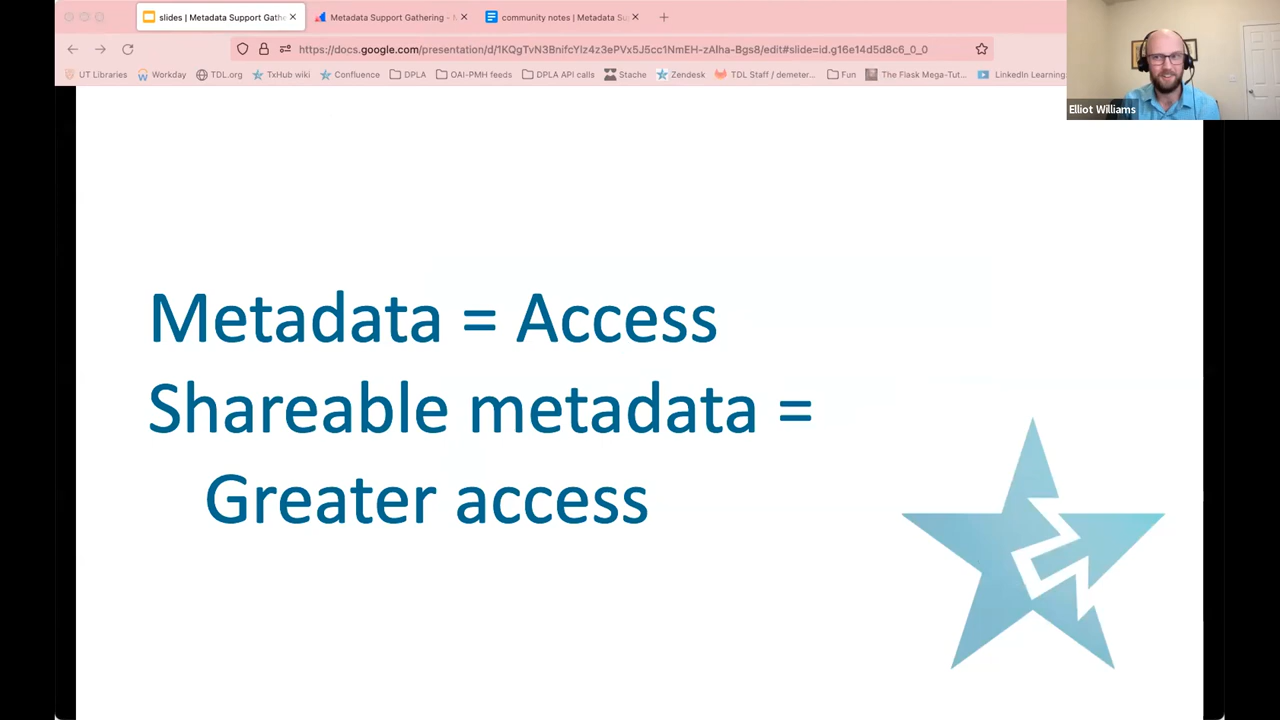 slides | Metadata Support Gathe
Metadata Support Gathering -
community notes | Metadata Su
https://docs.google.com/presentation/d/1KQgTvN3BnifcYlz4z3ePVx5J5cc1NmEH-zAIha-Bgs8/edit#slide=id.g16e14d5d8c6_0_0
UT Libraries
Workday
TDL.org
TxHub wiki
Confluence
DPLA
OAI-PMH feeds
DPLA API calls
Stache
Zendesk
TDL Staff / demeter...
Fun
The Flask Mega-Tut...
LinkedIn Learning
Elliot Williams
Metadata = Access
Shareable metadata =
Greater access